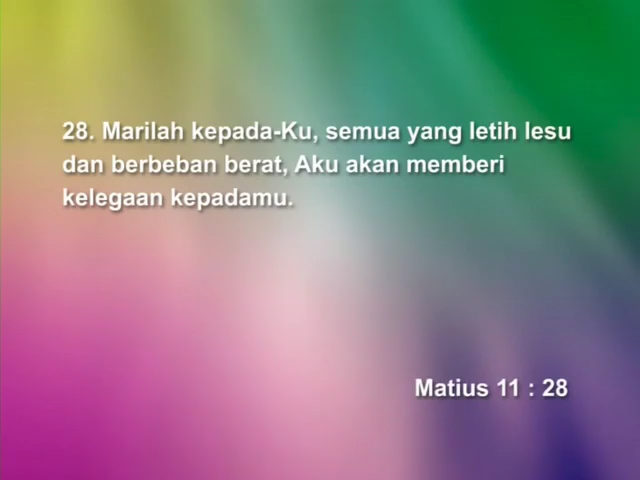 28. Marilah kepada-Ku, semua yang letih lesu
dan berbeban berat, Aku akan memberi
kelegaan kepadamu.
Matius 11 : 28